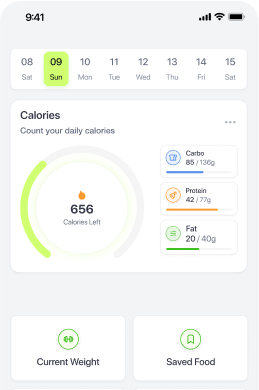 9:41
08 09 10 11 12 13 14 15
Sat Sun Mon Tue Wed Thu Fri Sat
Calories
Count your daily calories
656
Calories Left
Carbo
85 / 136g
Protein
42 / 77g
Fat
20 / 40g
Current Weight
Saved Food